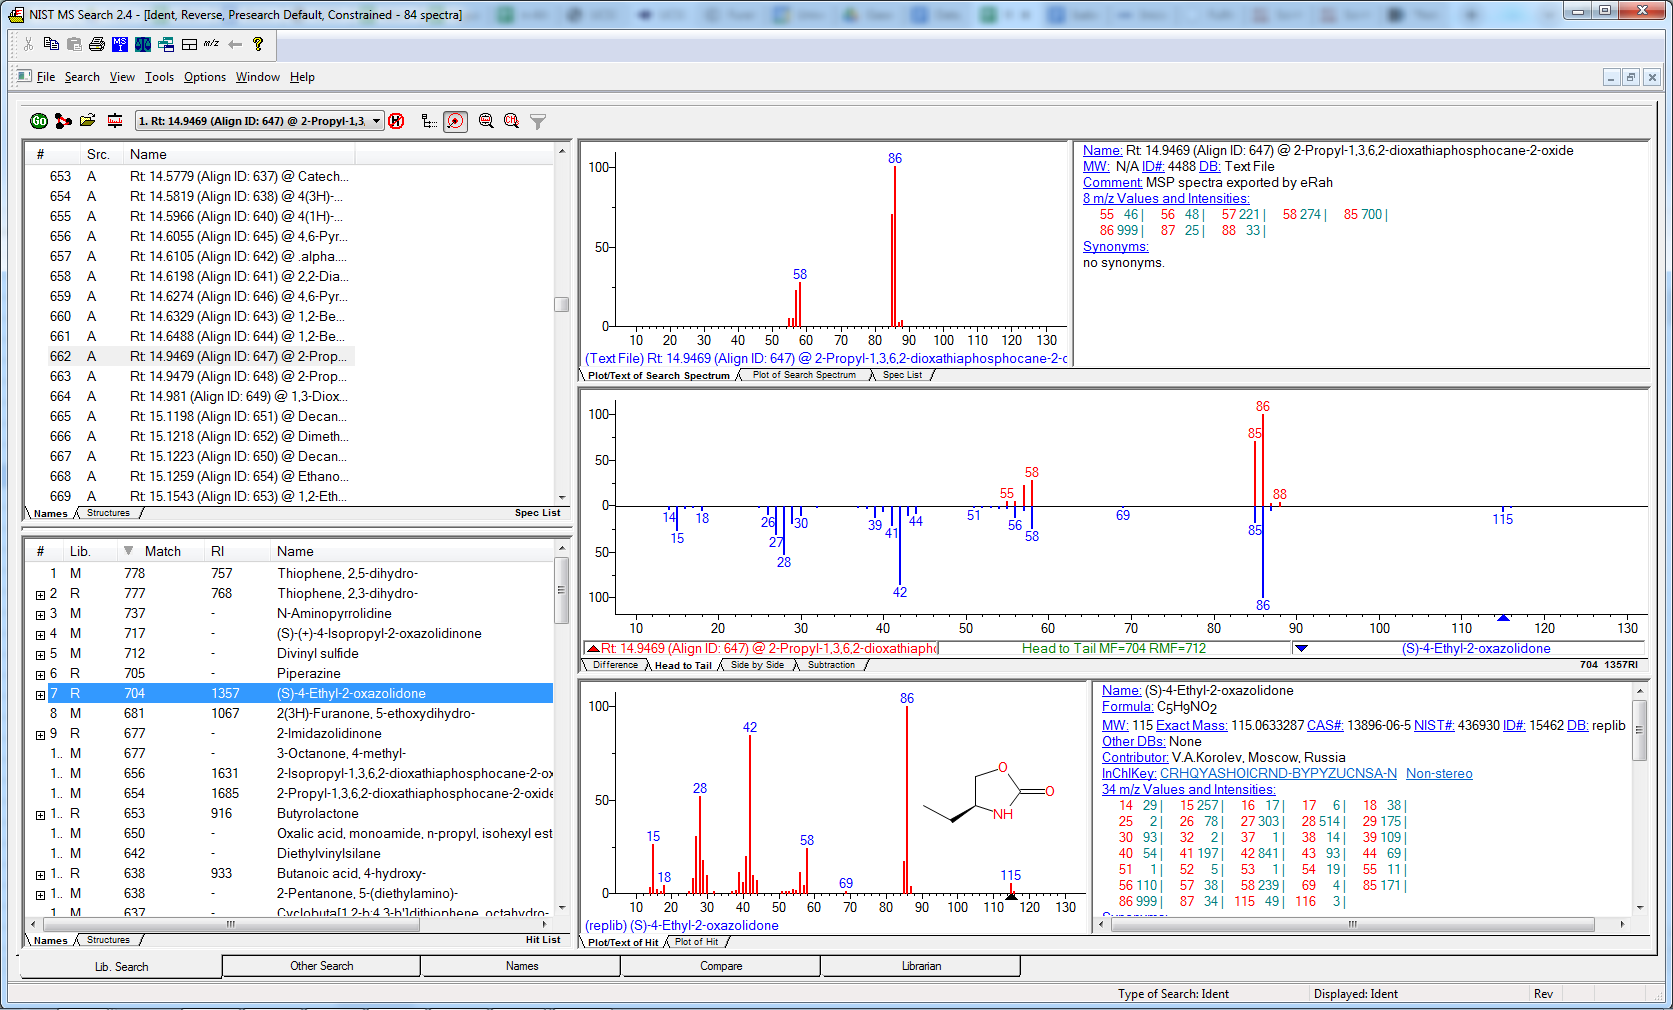 NIST MS Search 2.4 - [Ident, Reverse, Presearch Default, Constrained - 84 spectra]
File Search View Tools Options Window Help
1. Rt: 14.9469 (Align ID: 647) @ 2-Propyl-1,3,
# Src. Name
653 A Rt: 14.5779 (Align ID: 637) @ Catech...
654 A Rt: 14.5819 (Align ID: 638) @ 4(3H)-...
655 A Rt: 14.5966 (Align ID: 640) @ 4(1H)-...
656 A Rt: 14.6055 (Align ID: 645) @ 4,6-Pyr...
657 A Rt: 14.6105 (Align ID: 642) @ .alpha....
658 A Rt: 14.6198 (Align ID: 641) @ 2,2-Dia...
659 A Rt: 14.6274 (Align ID: 646) @ 4,6-Pyr...
660 A Rt: 14.6329 (Align ID: 643) @ 1,2-Be...
661 A Rt: 14.6488 (Align ID: 644) @ 1,2-Be...
662 A Rt: 14.9469 (Align ID: 647) @ 2-Prop...
663 A Rt: 14.9479 (Align ID: 648) @ 2-Prop...
664 A Rt: 14.981 (Align ID: 649) @ 1,3-Diox...
665 A Rt: 15.1198 (Align ID: 651) @ Decan...
666 A Rt: 15.1218 (Align ID: 652) @ Dimeth...
667 A Rt: 15.1223 (Align ID: 650) @ Decan...
668 A Rt: 15.1259 (Align ID: 654) @ Ethano...
669 A Rt: 15.1543 (Align ID: 653) @ 1,2-Eth...
Names Structures Spec List
# Lib. Match RI Name
1 M 778 757 Thiophene, 2,5-dihydro-
2 R 777 768 Thiophene, 2,3-dihydro-
3 M 737 - N-Aminopyrrolidine
4 M 717 - (S)-(+)-4-Isopropyl-2-oxazolidinone
5 M 712 - Divinyl sulfide
6 R 705 - Piperazine
7 R 704 1357 (S)-4-Ethyl-2-oxazolidone
8 M 681 1067 2(3H)-Furanone, 5-ethoxydihydro-
9 R 677 - 2-Imidazolidinone
1.. M 677 - 3-Octanone, 4-methyl-
1.. M 656 1631 2-Isopropyl-1,3,6,2-dioxathiaphosphocane-2-ox
1.. M 654 1685 2-Propyl-1,3,6,2-dioxathiaphosphocane-2-oxide
1.. R 653 916 Butyrolactone
1.. M 650 - Oxalic acid, monoamide, n-propyl, isohexyl est
1.. M 642 - Diethylvinylsilane
1.. R 638 933 Butanoic acid, 4-hydroxy-
1.. M 638 - 2-Pentanone, 5-(diethylamino)-
1.. M 637 - Cyclobuta[1,2-b:4,3-b']dithiophene, octahydro-
Names Structures Hit List
100
50
0
86
58
10 20 30 40 50 60 70 80 90 100 110 120 130
(Text File) Rt: 14.9469 (Align ID: 647) @ 2-Propyl-1,3,6,2-dioxathiaphosphocane-2-c
Plot/Text of Search Spectrum Plot of Search Spectrum Spec List
Name: Rt: 14.9469 (Align ID: 647) @ 2-Propyl-1,3,6,2-dioxathiaphosphocane-2-oxide
MW: N/A ID#: 4488 DB: Text File
Comment: MSP spectra exported by eRah
8 m/z Values and Intensities:
55 46 | 56 48 | 57 221 | 58 274 | 85 700 |
86 999 | 87 25 | 88 33 |
Synonyms:
no synonyms.
100
50
0
50
100
86
85
58
55
88
14 18 26 30 39 44 51 56 69 115
15 27 41 58 85
28
42
86
10 20 30 40 50 60 70 80 90 100 110 120 130
Rt: 14.9469 (Align ID: 647) @ 2-Propyl-1,3,6,2-dioxathiaph Head to Tail MF=704 RMF=712 (S)-4-Ethyl-2-oxazolidone
Difference Head to Tail Side by Side Subtraction 704 1357RI
100
50
0
86
42
28
15
18
58
69
115
O
O
NH
10 20 30 40 50 60 70 80 90 100 110 120 130
(replib) (S)-4-Ethyl-2-oxazolidone
Plot/Text of Hit Plot of Hit
Name: (S)-4-Ethyl-2-oxazolidone
Formula: C5H9NO2
MW: 115 Exact Mass: 115.0633287 CAS#: 13896-06-5 NIST#: 436930 ID#: 15462 DB: replib
Other DBs: None
Contributor: V.A.Korolev, Moscow, Russia
InChIKey: CRHQYASHOICRND-BYPYZUCNSA-N Non-stereo
34 m/z Values and Intensities:
14 29 | 15 257 | 16 17 | 17 6 | 18 38 |
25 2 | 26 78 | 27 303 | 28 514 | 29 175 |
30 93 | 32 2 | 37 1 | 38 14 | 39 109 |
40 54 | 41 197 | 42 841 | 43 93 | 44 69 |
51 1 | 52 5 | 53 1 | 54 19 | 55 11 |
56 110 | 57 38 | 58 239 | 69 4 | 85 171 |
86 999 | 87 34 | 115 49 | 116 3 |
Synonyms:
Lib. Search Other Search Names Compare Librarian
Type of Search: Ident Displayed: Ident Rev